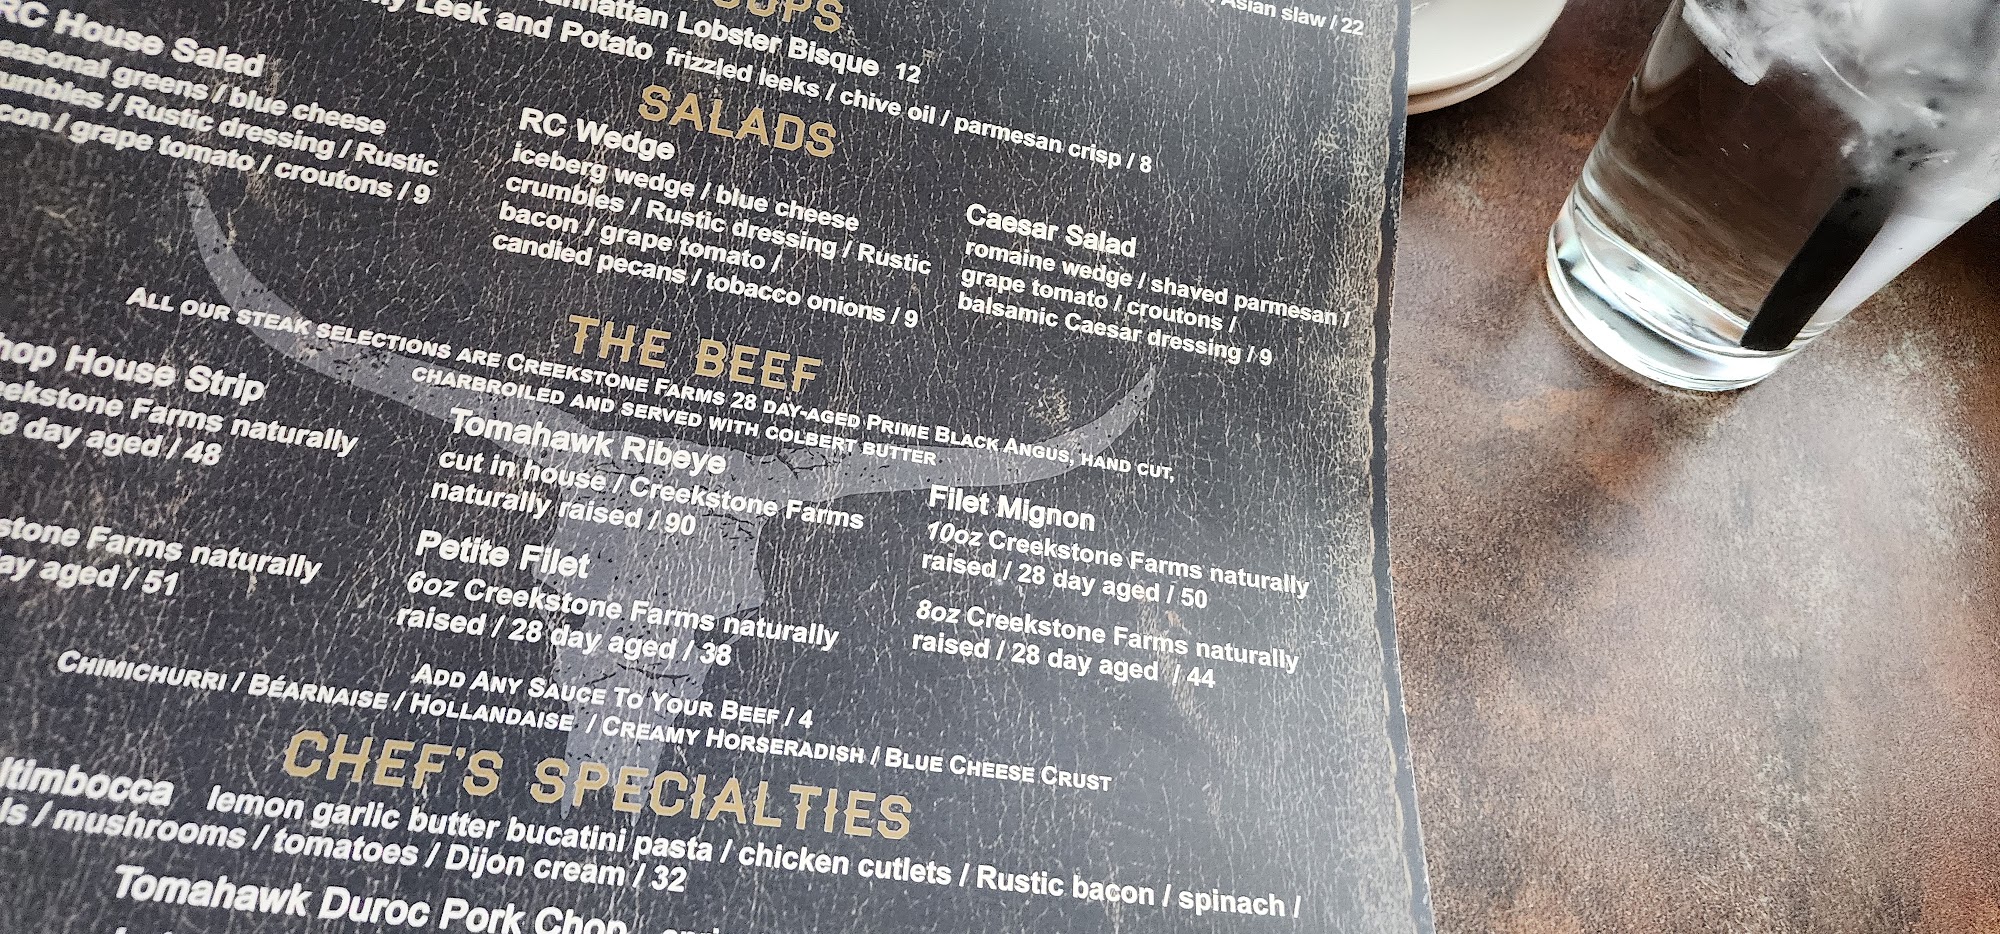 Asian slaw / 22
Manhattan Lobster Bisque 12
Leek and Potato frizzled leeks / chive oil / parmesan crisp / 8
SALADS
RC House Salad
seasonal greens / blue cheese
crumbles / Rustic dressing / Rustic
bacon / grape tomato / croutons / 9
RC Wedge
iceberg wedge / blue cheese
crumbles / Rustic dressing / Rustic
bacon / grape tomato /
candied pecans / tobacco onions / 9
Caesar Salad
romaine wedge / shaved parmesan /
grape tomato / croutons /
balsamic Caesar dressing / 9
THE BEEF
ALL OUR STEAK SELECTIONS ARE CREEKSTONE FARMS 28 DAY-AGED PRIME BLACK ANGUS, HAND CUT,
CHARBROILED AND SERVED WITH COLBERT BUTTER
hop House Strip
eekstone Farms naturally
8 day aged / 48
stone Farms naturally
ay aged / 51
Tomahawk Ribeye
cut in house / Creekstone Farms
naturally raised / 90
Petite Filet
6oz Creekstone Farms naturally
raised / 28 day aged / 38
Filet Mignon
10oz Creekstone Farms naturally
raised / 28 day aged / 50
8oz Creekstone Farms naturally
raised / 28 day aged / 44
ADD ANY SAUCE TO YOUR BEEF / 4
CHIMICHURRI / BÉARNAISE / HOLLANDAISE / CREAMY HORSERADISH / BLUE CHEESE CRUST
CHEF'S SPECIALTIES
ltimbocca lemon garlic butter bucatini pasta / chicken cutlets / Rustic bacon / spinach /
ls / mushrooms / tomatoes / Dijon cream / 32
Tomahawk Duroc Pork Chop